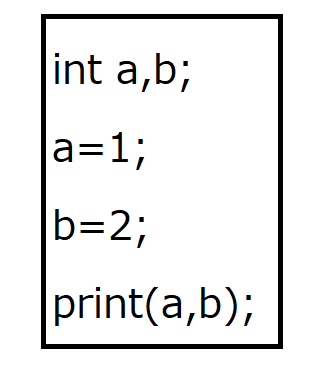 int a,b;
a=1;
b=2;
print(a,b);